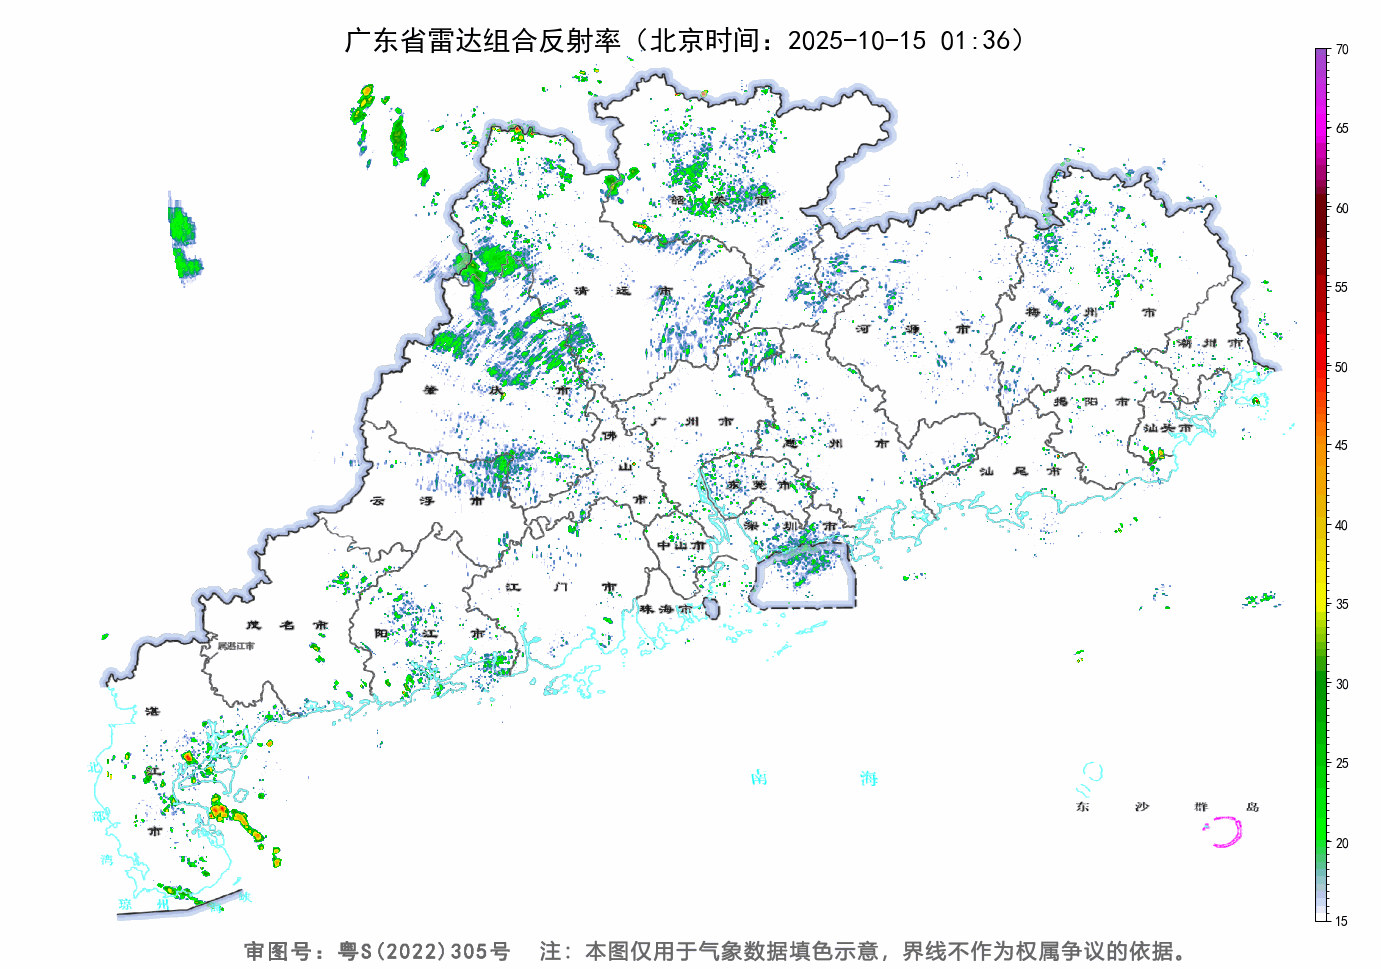 广东省雷达组合反射率（北京时间：2025-10-15 01:36）
70
65
60
55
50
45
40
35
30
25
20
15
韶 关 市
清 远 市
河 源 市
梅 州 市
潮 州 市
肇 庆 市
广 州 市
佛 山 市
惠 州 市
揭 阳 市
汕头市
汕 尾 市
云 浮 市
东 莞 市
深 圳 市
中山市
江 门 市
珠海市
茂 名 市
阳 江 市
属湛江市
湛 江 市
北 部 湾
琼 州 海 峡
南 海
东 沙 群 岛
审图号：粤S(2022)305号 注：本图仅用于气象数据填色示意，界线不作为权属争议的依据。